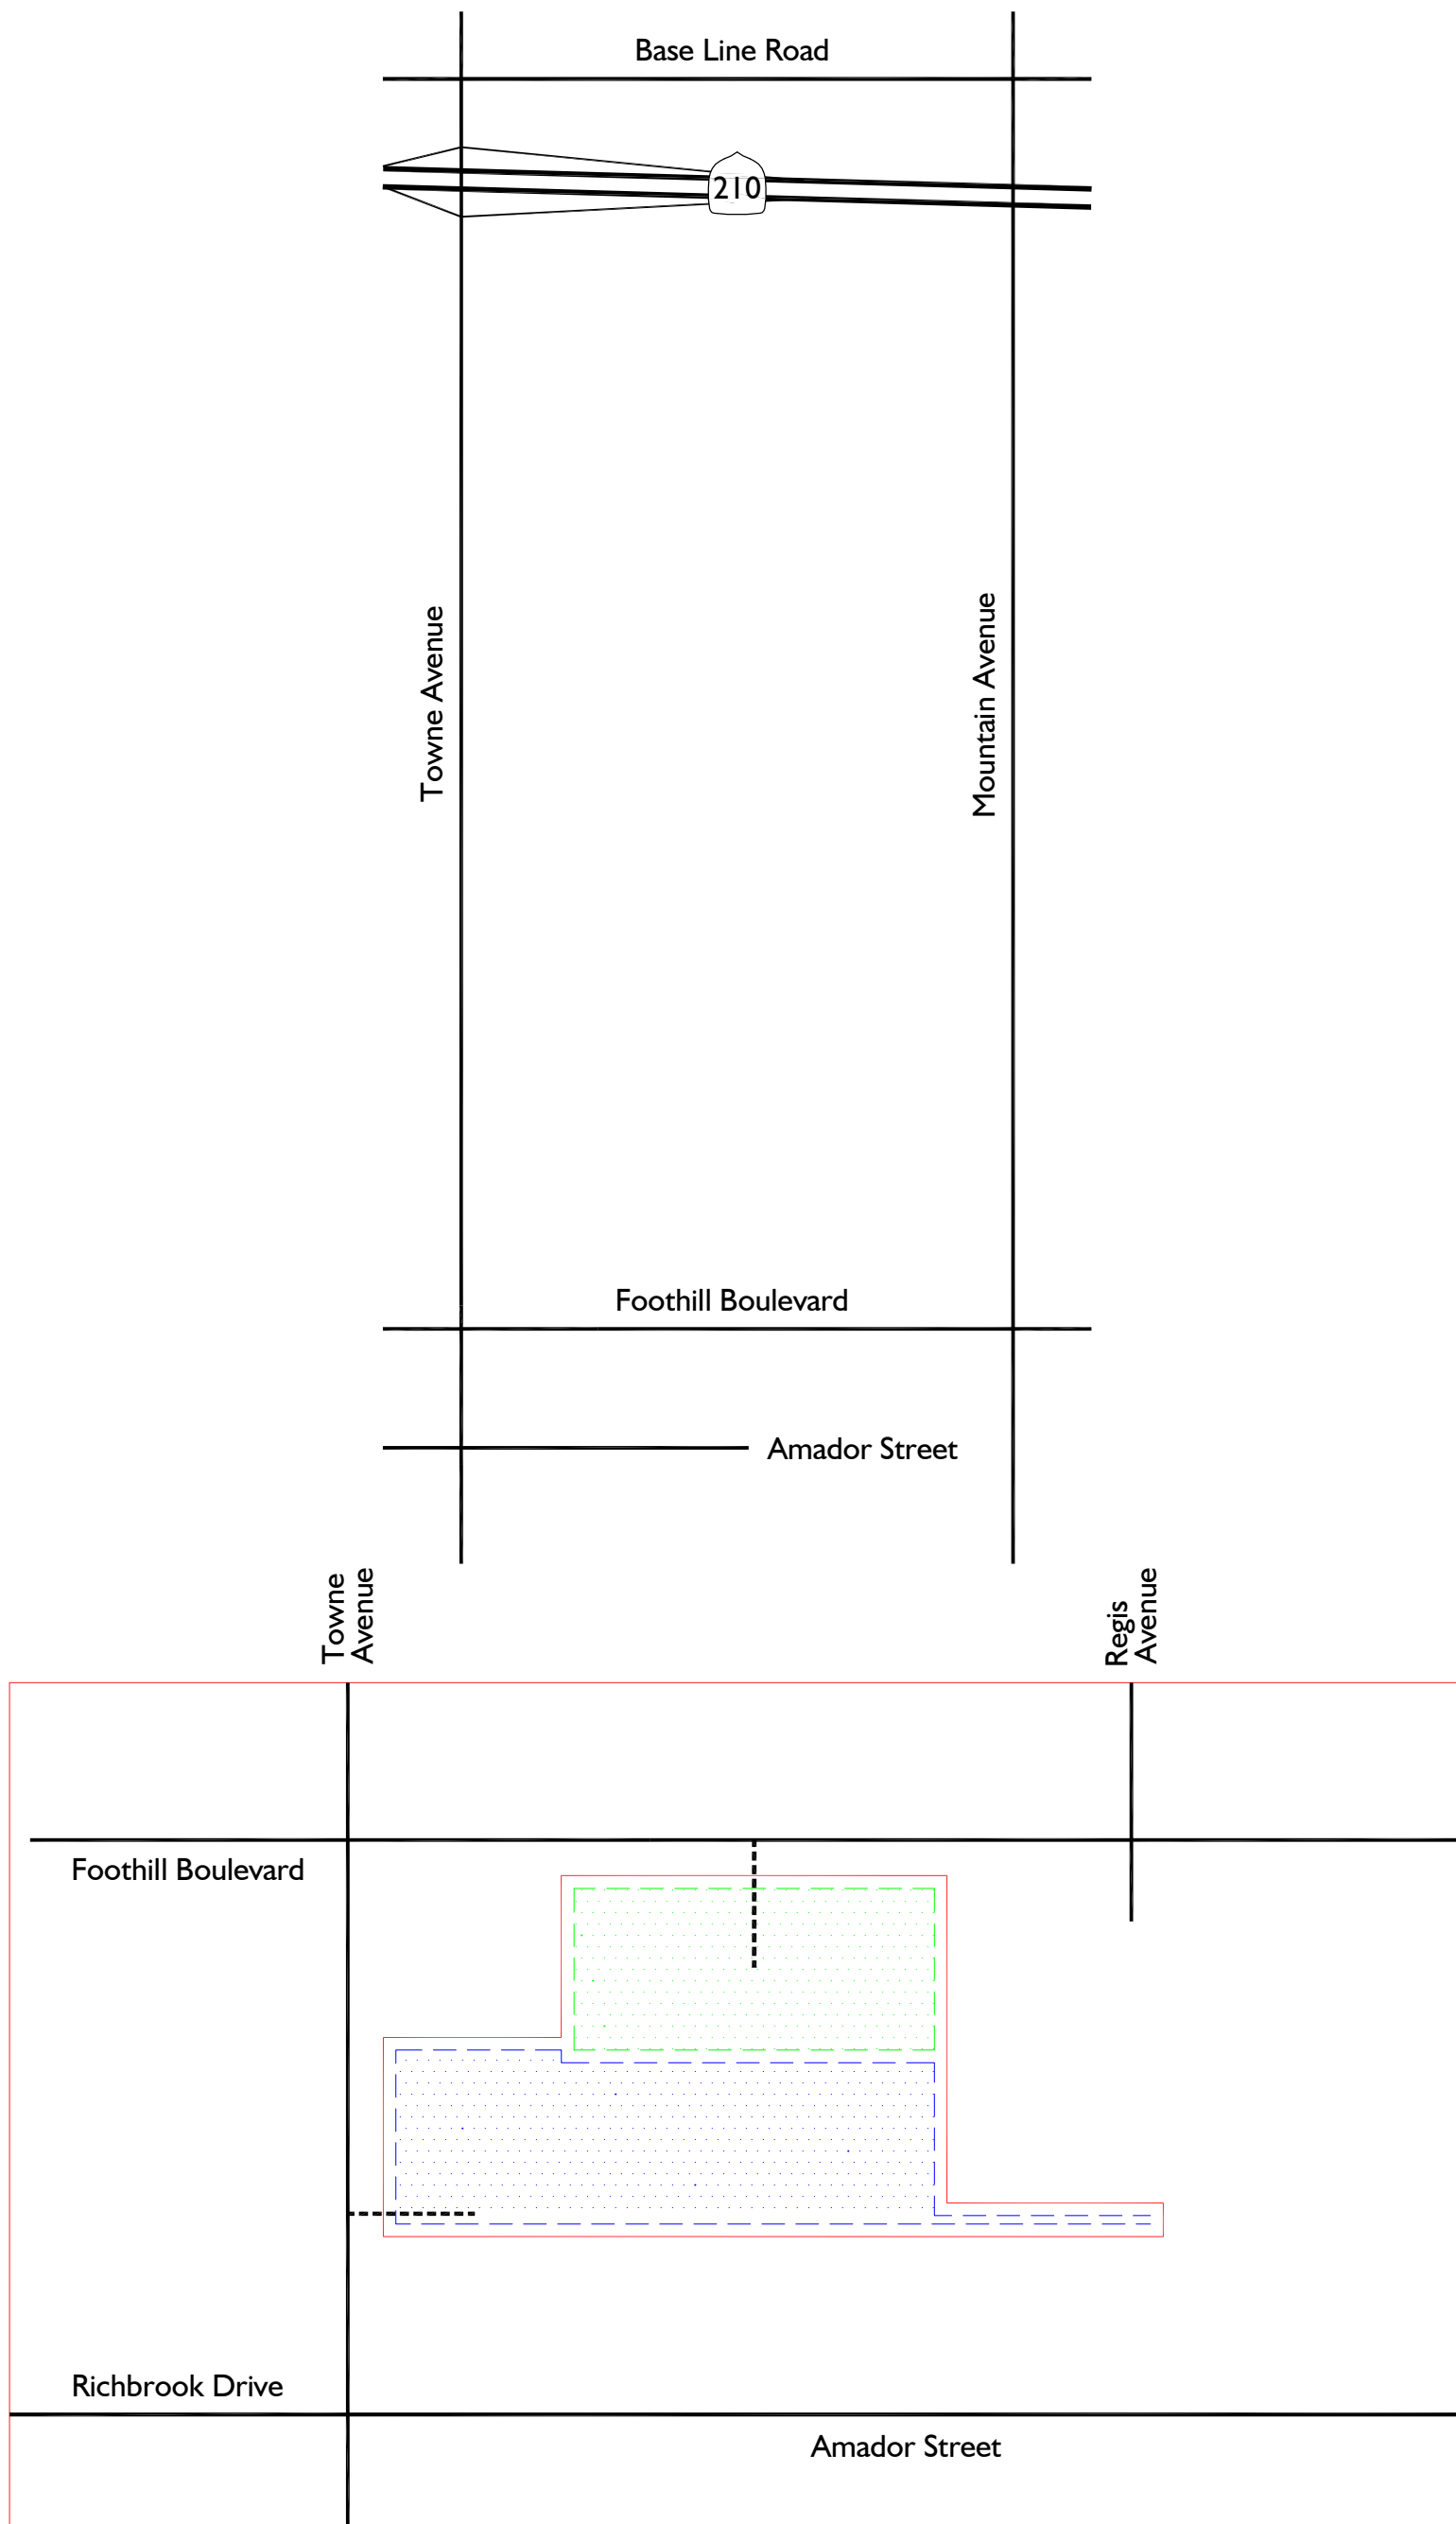 Base Line Road
210
Towne Avenue
Mountain Avenue
Foothill Boulevard
Amador Street
Towne
Avenue
Regis
Avenue
Foothill Boulevard
Richbrook Drive
Amador Street